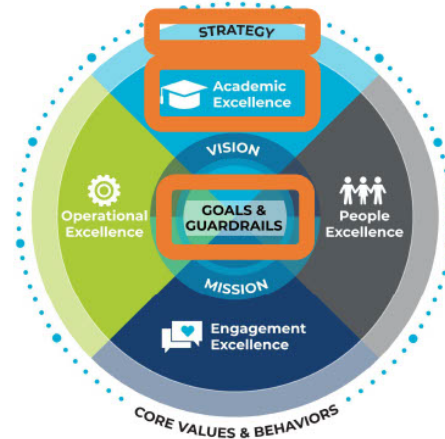 STRATEGY
Academic
Excellence
VISION
Operational
Excellence
GOALS &
GUARDRAILS
People
Excellence
MISSION
Engagement
Excellence
CORE VALUES & BEHAVIORS